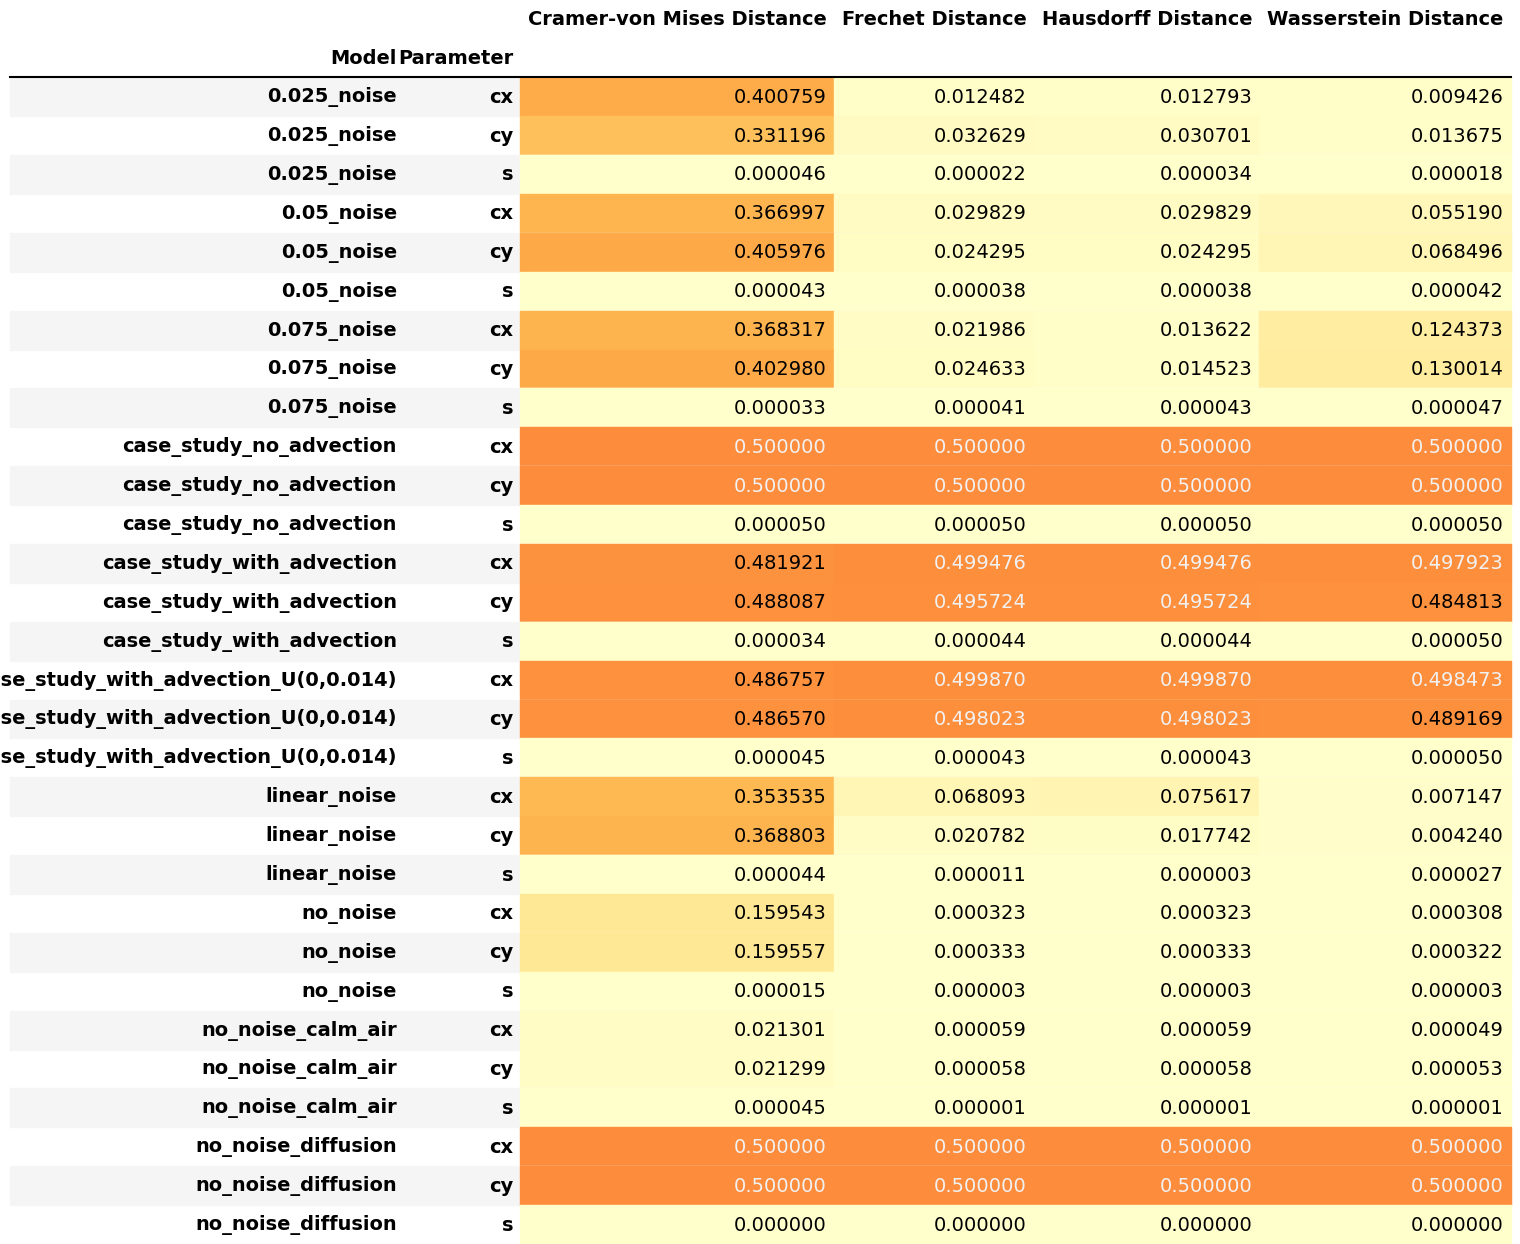 Cramer-von Mises Distance Frechet Distance Hausdorff Distance Wasserstein Distance
Model Parameter
0.025_noise cx 0.400759 0.012482 0.012793 0.009426
0.025_noise cy 0.331196 0.032629 0.030701 0.013675
0.025_noise s 0.000046 0.000022 0.000034 0.000018
0.05_noise cx 0.366997 0.029829 0.029829 0.055190
0.05_noise cy 0.405976 0.024295 0.024295 0.068496
0.05_noise s 0.000043 0.000038 0.000038 0.000042
0.075_noise cx 0.368317 0.021986 0.013622 0.124373
0.075_noise cy 0.402980 0.024633 0.014523 0.130014
0.075_noise s 0.000033 0.000041 0.000043 0.000047
case_study_no_advection cx 0.500000 0.500000 0.500000 0.500000
case_study_no_advection cy 0.500000 0.500000 0.500000 0.500000
case_study_no_advection s 0.000050 0.000050 0.000050 0.000050
case_study_with_advection cx 0.481921 0.499476 0.499476 0.497923
case_study_with_advection cy 0.488087 0.495724 0.495724 0.484813
case_study_with_advection s 0.000034 0.000044 0.000044 0.000050
se_study_with_advection_U(0,0.014) cx 0.486757 0.499870 0.499870 0.498473
se_study_with_advection_U(0,0.014) cy 0.486570 0.498023 0.498023 0.489169
se_study_with_advection_U(0,0.014) s 0.000045 0.000043 0.000043 0.000050
linear_noise cx 0.353535 0.068093 0.075617 0.007147
linear_noise cy 0.368803 0.020782 0.017742 0.004240
linear_noise s 0.000044 0.000011 0.000003 0.000027
no_noise cx 0.159543 0.000323 0.000323 0.000308
no_noise cy 0.159557 0.000333 0.000333 0.000322
no_noise s 0.000015 0.000003 0.000003 0.000003
no_noise_calm_air cx 0.021301 0.000059 0.000059 0.000049
no_noise_calm_air cy 0.021299 0.000058 0.000058 0.000053
no_noise_calm_air s 0.000045 0.000001 0.000001 0.000001
no_noise_diffusion cx 0.500000 0.500000 0.500000 0.500000
no_noise_diffusion cy 0.500000 0.500000 0.500000 0.500000
no_noise_diffusion s 0.000000 0.000000 0.000000 0.000000